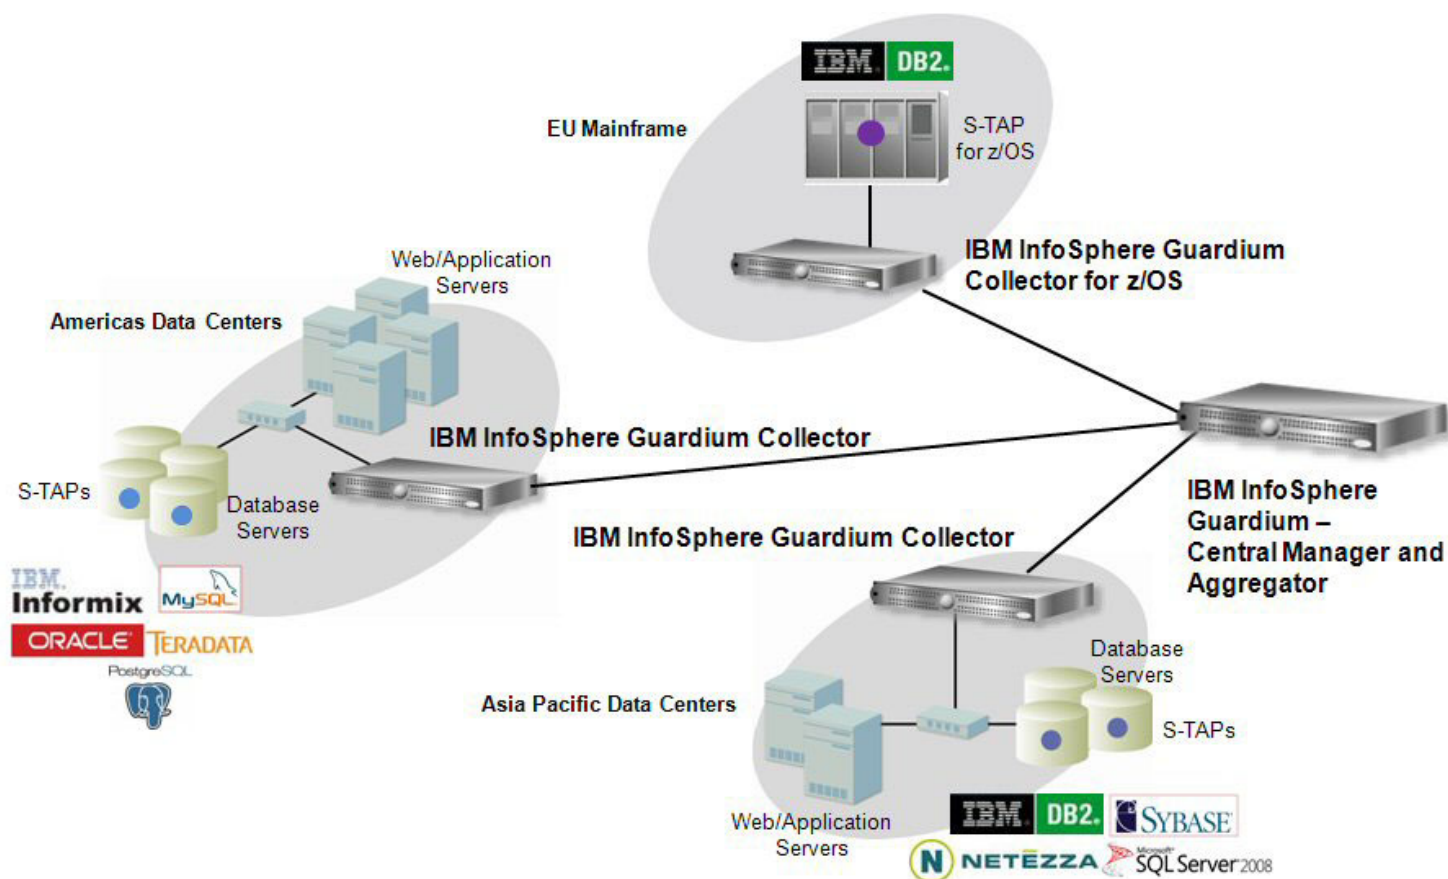 IBM. DB2.
EU Mainframe
S-TAP
for z/OS
IBM InfoSphere Guardium
Collector for z/OS
Web/Application
Servers
Americas Data Centers
IBM InfoSphere Guardium Collector
S-TAPs
Database
Servers
IBM.
Informix
MySQL
ORACLE
TERADATA
PostgreSQL
IBM InfoSphere
Guardium –
Central Manager and
Aggregator
IBM InfoSphere Guardium Collector
Database
Servers
Asia Pacific Data Centers
S-TAPs
Web/Application
Servers
IBM. DB2.
SYBASE
N NETEZZA
Microsoft
SQL Server 2008